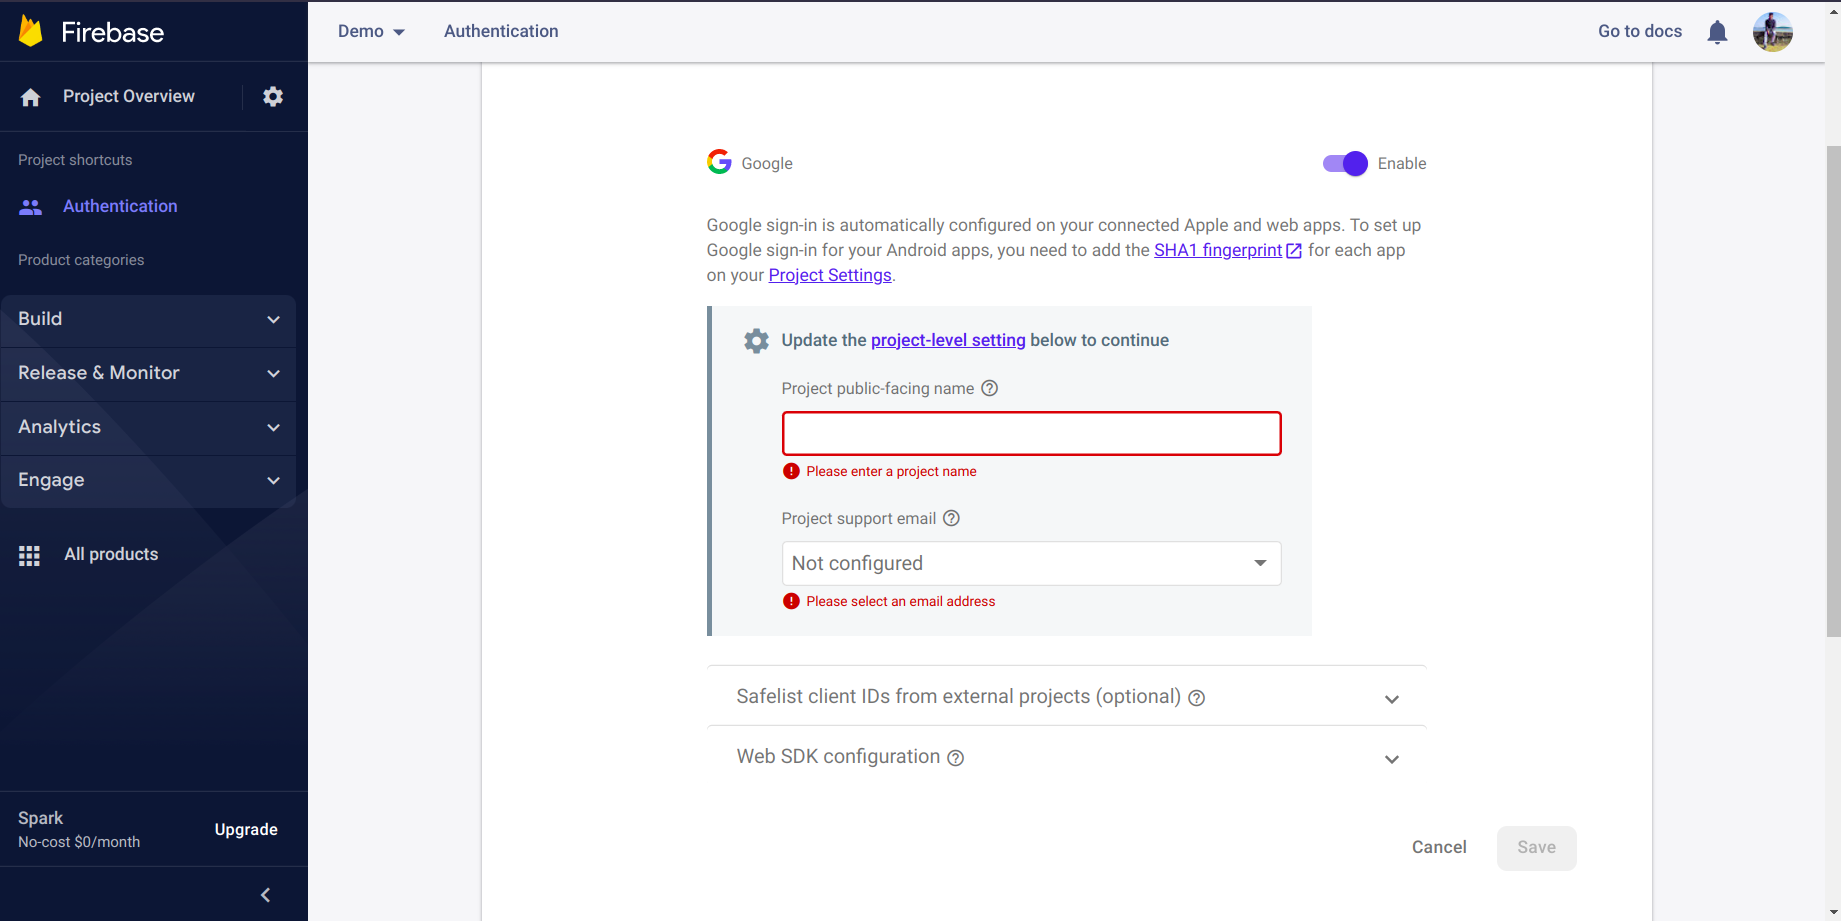 Firebase
Demo
Authentication
Go to docs
Project Overview
Project shortcuts
Authentication
Product categories
Build
Release & Monitor
Analytics
Engage
All products
Spark
No-cost $0/month
Upgrade
Google
Enable
Google sign-in is automatically configured on your connected Apple and web apps. To set up
Google sign-in for your Android apps, you need to add the SHA1 fingerprint for each app
on your Project Settings.
Update the project-level setting below to continue
Project public-facing name
Please enter a project name
Project support email
Not configured
Please select an email address
Safelist client IDs from external projects (optional)
Web SDK configuration
Cancel
Save